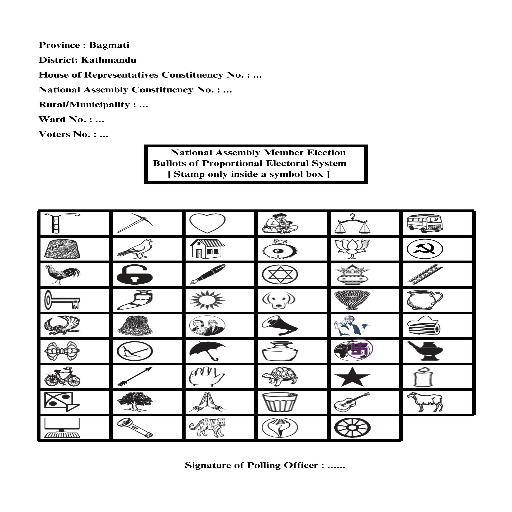 Province : Bagmati
District: Kathmandu
House of Representatives Constituency No. : ...
National Assembly Constituency No. : ...
Rural/Municipality : ...
Ward No. : ...
Voters No. : ...
National Assembly Member Election
Ballots of Proportional Electoral System
[ Stamp only inside a symbol box ]
Signature of Polling Officer : ......